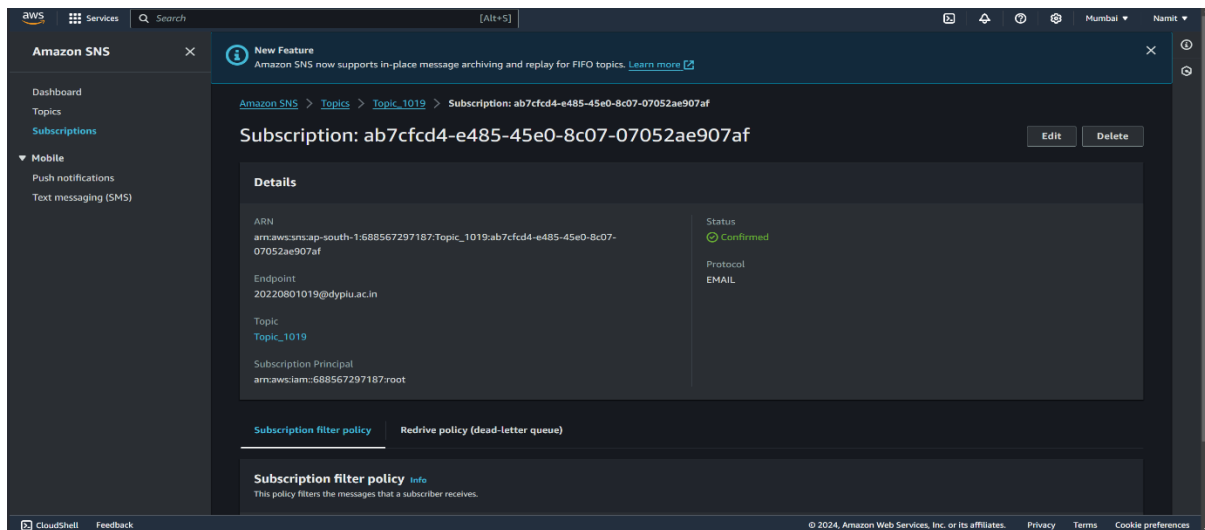 aws Services Search [Alt+S] Mumbai ▼ Namit ▼
Amazon SNS
Dashboard
Topics
Subscriptions
▼ Mobile
Push notifications
Text messaging (SMS)
New Feature
Amazon SNS now supports in-place message archiving and replay for FIFO topics. Learn more
Amazon SNS > Topics > Topic_1019 > Subscription: ab7cfcd4-e485-45e0-8c07-07052ae907af
Subscription: ab7cfcd4-e485-45e0-8c07-07052ae907af
Edit Delete
Details
ARN
arn:aws:sns:ap-south-1:688567297187:Topic_1019:ab7cfcd4-e485-45e0-8c07-
07052ae907af
Endpoint
20220801019@dypiu.ac.in
Topic
Topic_1019
Subscription Principal
arn:aws:iam::688567297187:root
Status
Confirmed
Protocol
EMAIL
Subscription filter policy Redrive policy (dead-letter queue)
Subscription filter policy Info
This policy filters the messages that a subscriber receives.
CloudShell Feedback © 2024, Amazon Web Services, Inc. or its affiliates. Privacy Terms Cookie preferences